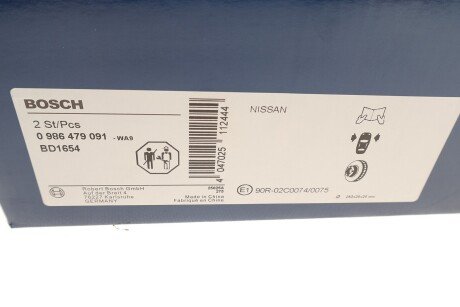 BOSCH
2 St/Pcs
0 986 479 091 -WA9
BD1654
NISSAN
4 047025 112444
Robert Bosch GmbH
Auf der Breit 4
76227 Karlsruhe
GERMANY
Made in China
Fabriqué en Chine
E1 90R-02C0074/0075